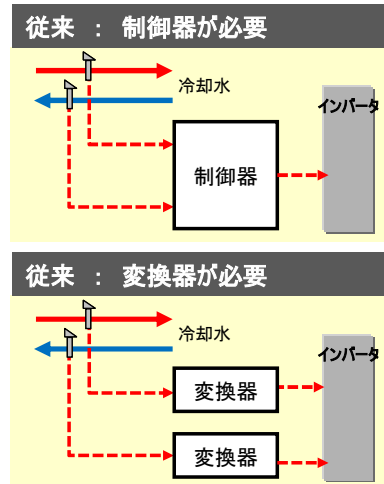 従来 : 制御器が必要
冷却水
インバータ
制御器
従来 : 変換器が必要
冷却水
インバータ
変換器
変換器